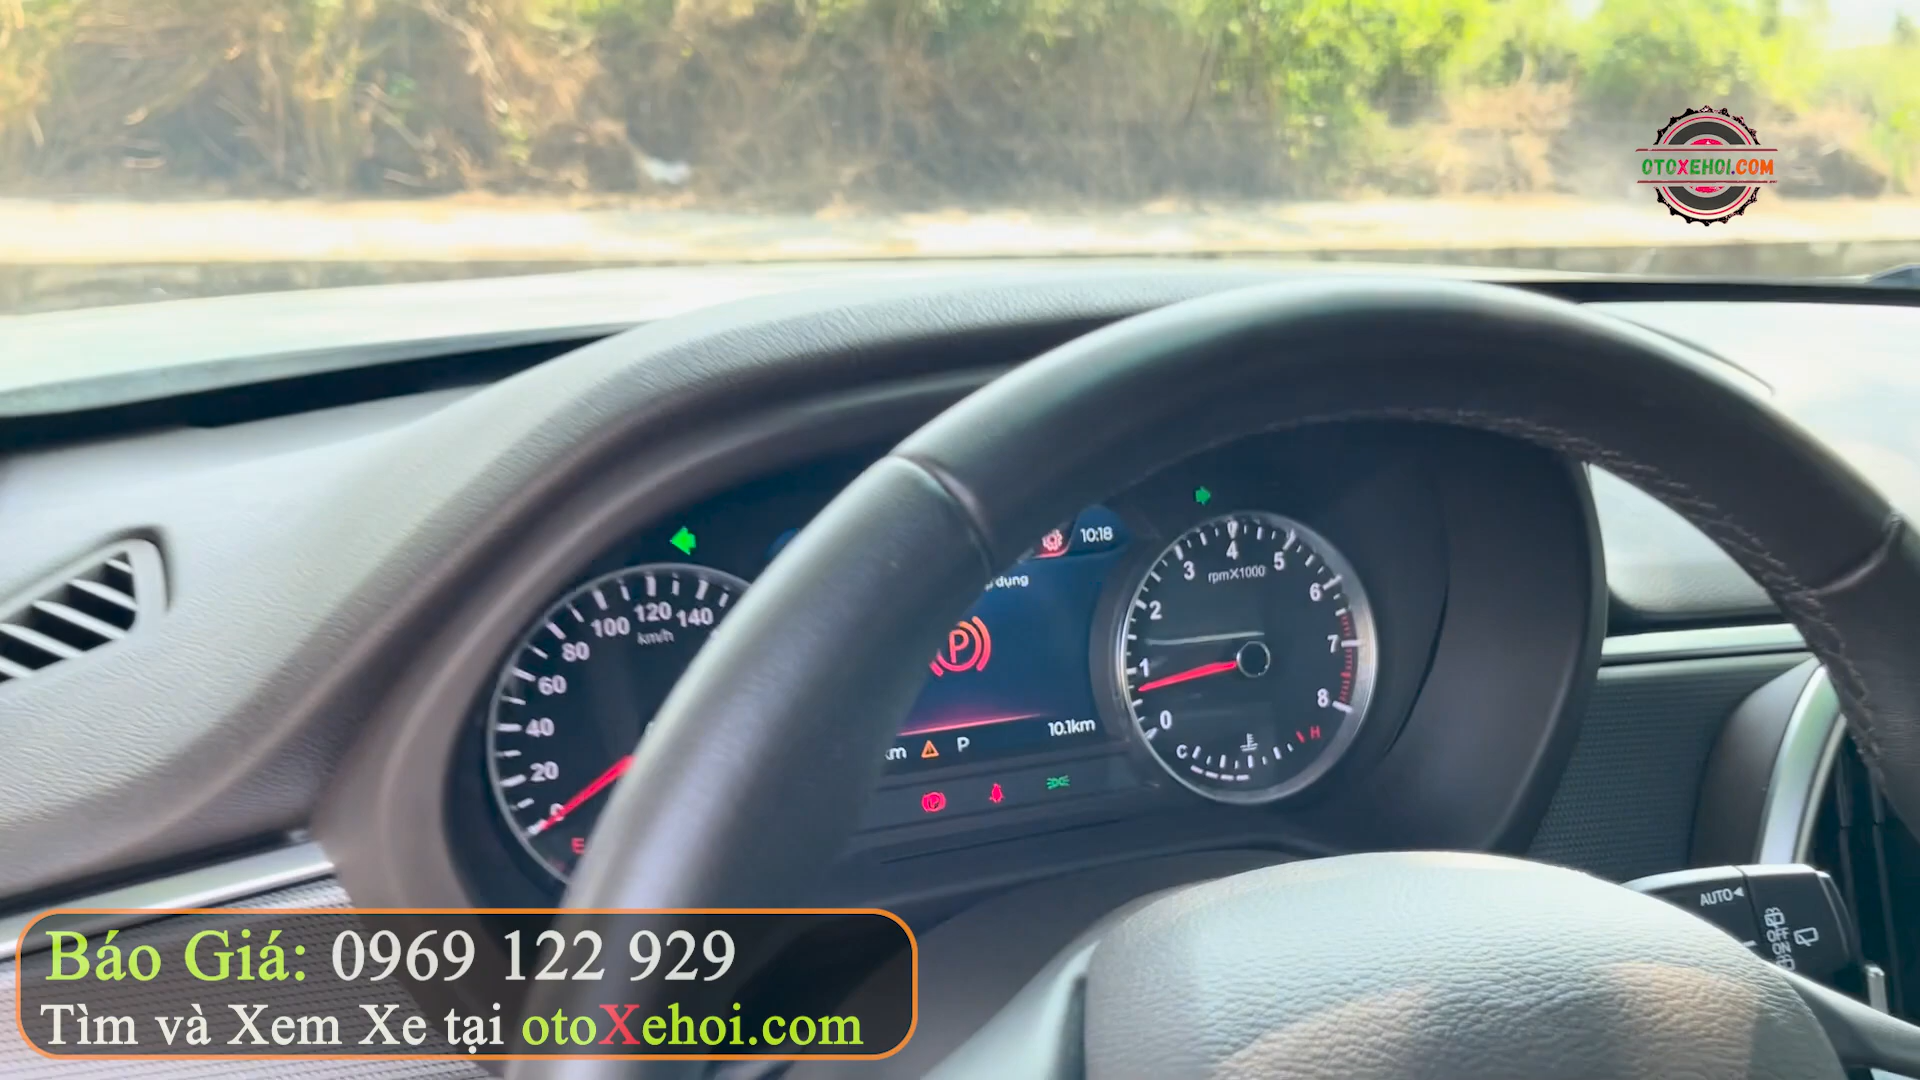 OTOXEHOI.COM
10:18
dụng
P
km
P
10.1km
P
0
20
40
60
80
100
120
140
km/h
E
0
1
2
3
4
5
6
7
8
rpmX1000
C
H
AUTO
OFF
ON
Báo Giá: 0969 122 929
Tìm và Xem Xe tại otoXehoi.com